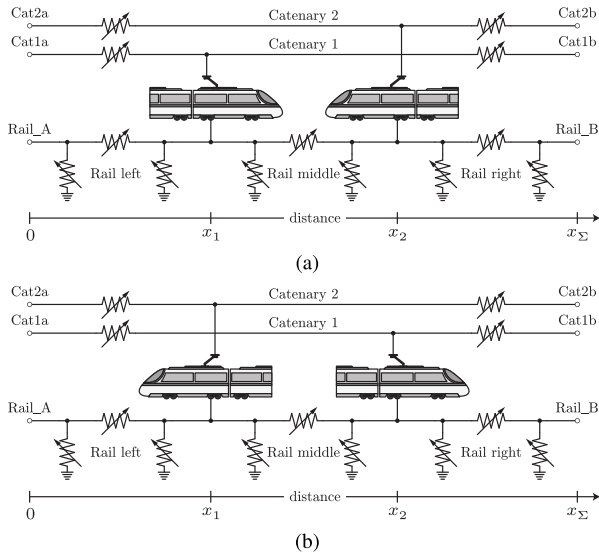 Cat2a Catenary 2 Cat2b
Cat1a Catenary 1 Cat1b
Rail_A Rail_B
Rail left Rail middle Rail right
distance
0 x₁ x₂ x_Σ
(a)
Cat2a Catenary 2 Cat2b
Cat1a Catenary 1 Cat1b
Rail_A Rail_B
Rail left Rail middle Rail right
distance
0 x₁ x₂ x_Σ
(b)